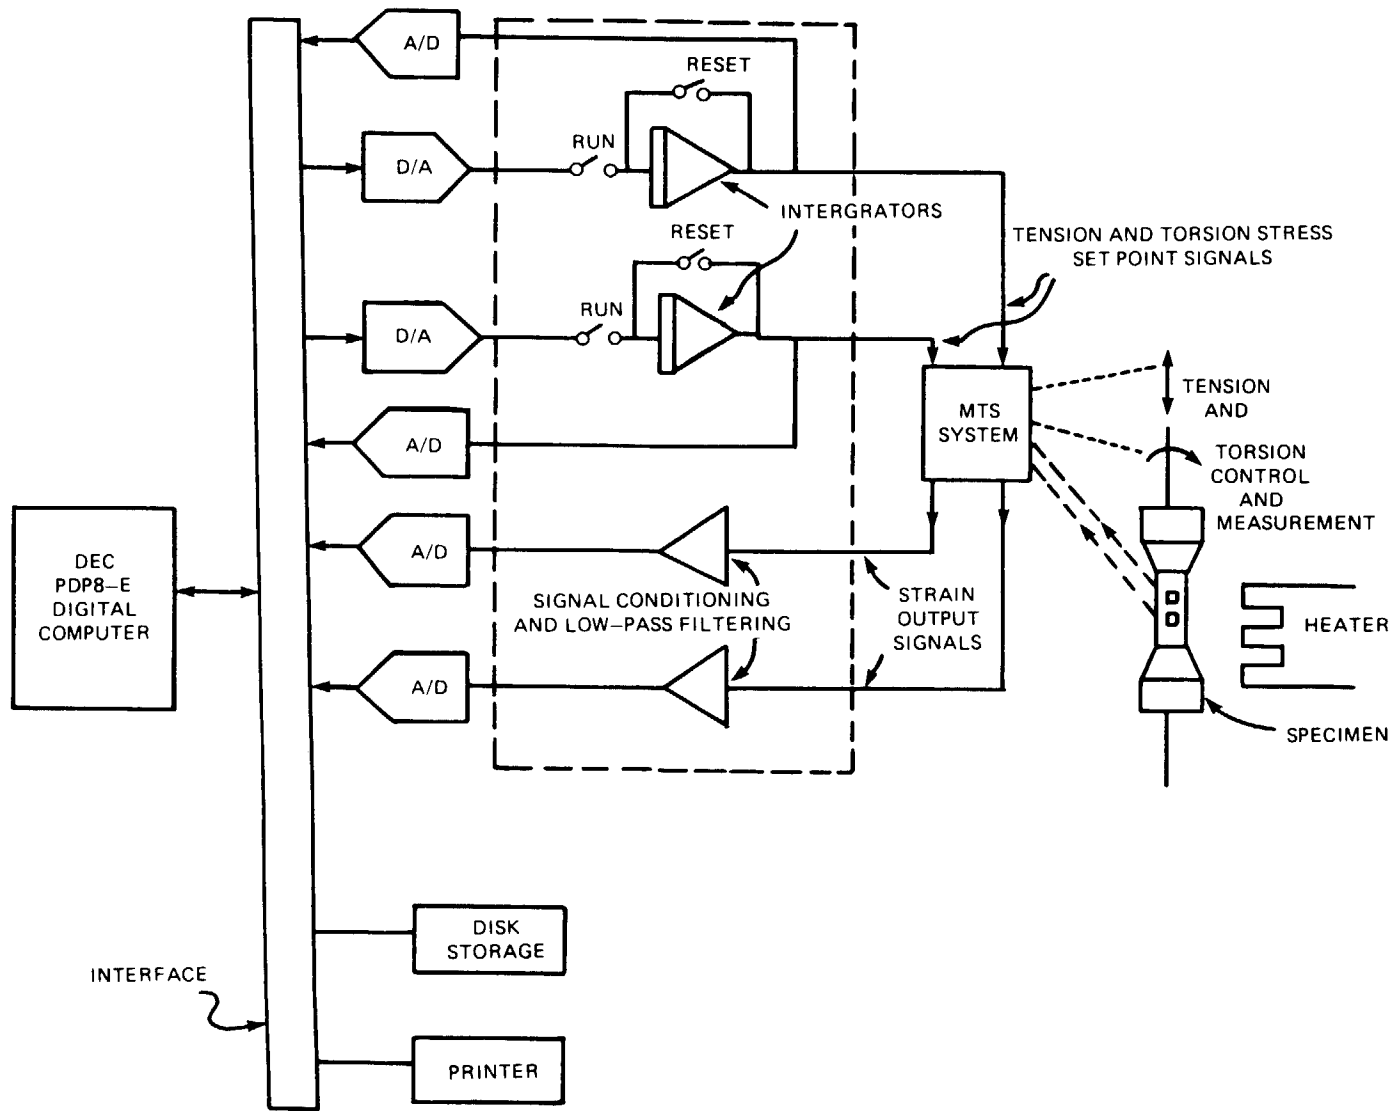 A/D
RESET
RUN
D/A
INTERGRATORS
RESET
TENSION AND TORSION STRESS
SET POINT SIGNALS
RUN
D/A
MTS
SYSTEM
TENSION
AND
TORSION
CONTROL
AND
MEASUREMENT
A/D
A/D
DEC
PDP8–E
DIGITAL
COMPUTER
SIGNAL CONDITIONING
AND LOW–PASS FILTERING
STRAIN
OUTPUT
SIGNALS
HEATER
A/D
SPECIMEN
DISK
STORAGE
INTERFACE
PRINTER